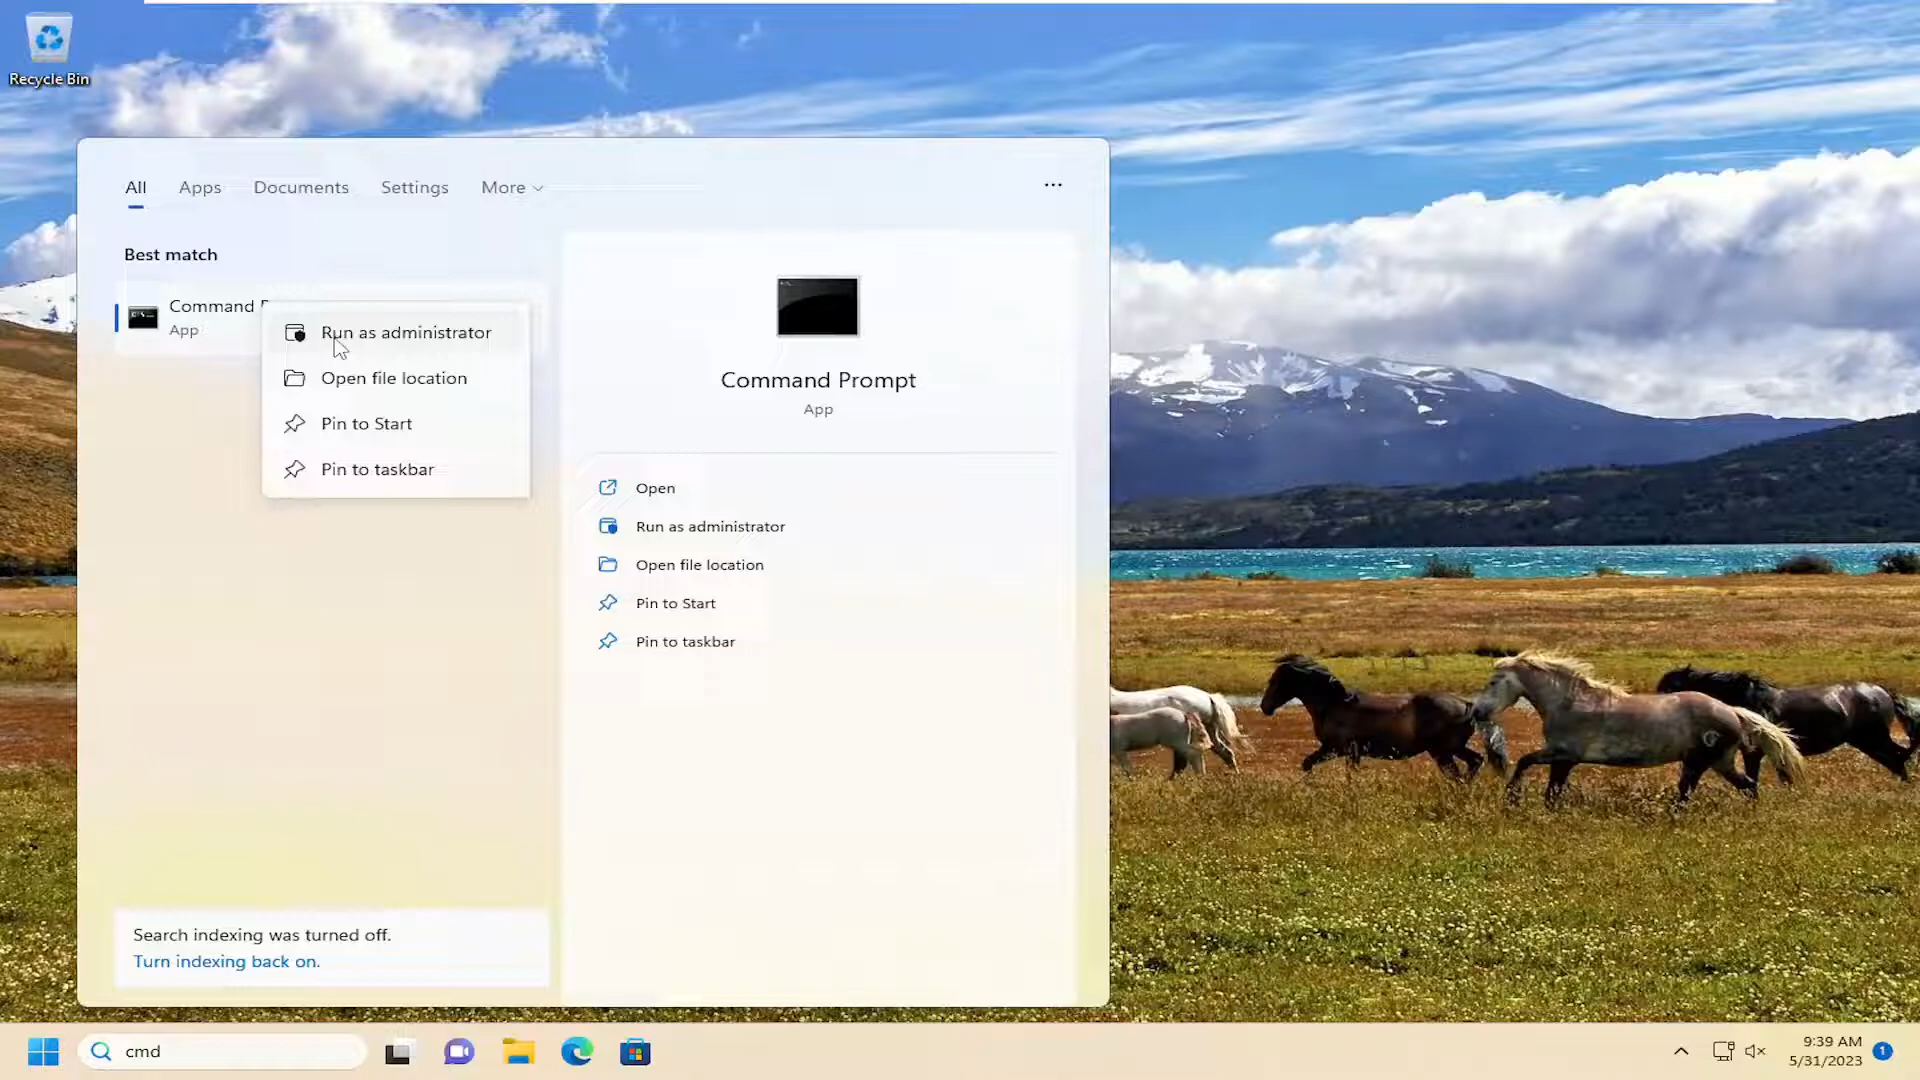 Recycle Bin
All Apps Documents Settings More
Best match
Command
App
Run as administrator
Open file location
Pin to Start
Pin to taskbar
Command Prompt
App
Open
Run as administrator
Open file location
Pin to Start
Pin to taskbar
Search indexing was turned off.
Turn indexing back on.
cmd
9:39 AM
5/31/2023
1